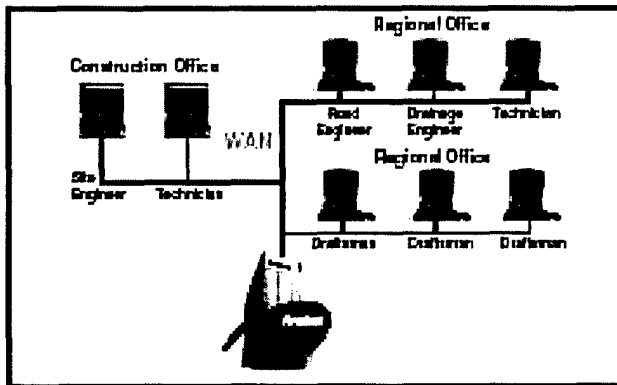 Regional Office
Construction Office
Road
Engineer
Drainage
Engineer
Technician
WAN
Regional Office
Site
Engineer
Technician
Draftsman
Draftsman
Draftsman